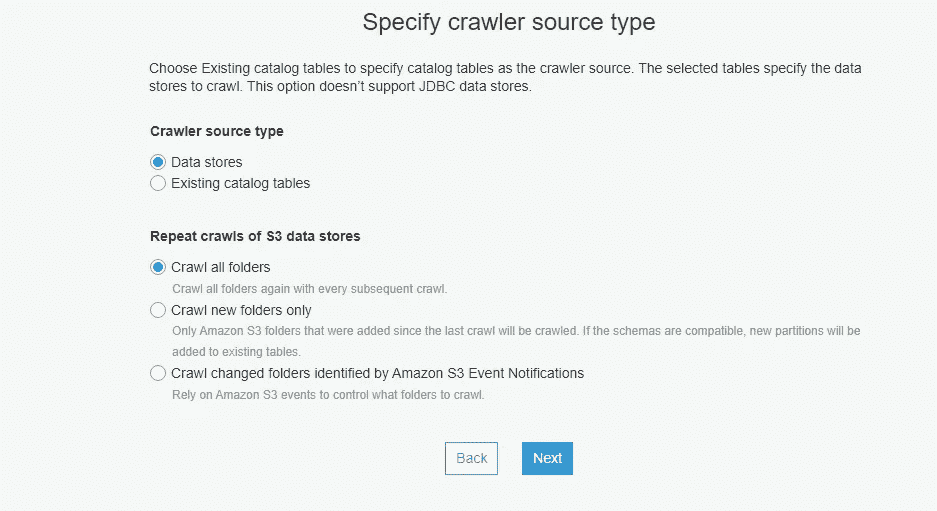 Specify crawler source type
Choose Existing catalog tables to specify catalog tables as the crawler source. The selected tables specify the data
stores to crawl. This option doesn't support JDBC data stores.
Crawler source type
Data stores
Existing catalog tables
Repeat crawls of S3 data stores
Crawl all folders
Crawl all folders again with every subsequent crawl.
Crawl new folders only
Only Amazon S3 folders that were added since the last crawl will be crawled. If the schemas are compatible, new partitions will be
added to existing tables.
Crawl changed folders identified by Amazon S3 Event Notifications
Rely on Amazon S3 events to control what folders to crawl.
Back Next